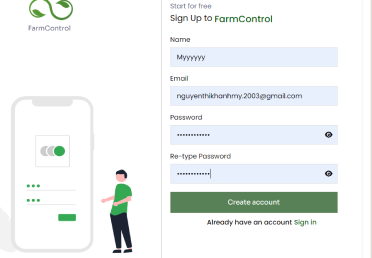 FarmControl
Start for free
Sign Up to FarmControl
Name
Myyyyyy
Email
nguyenthikhanhmy.2003@gmail.com
Password
••••••••••••
Re-type Password
••••••••••••
Create account
Already have an account Sign in